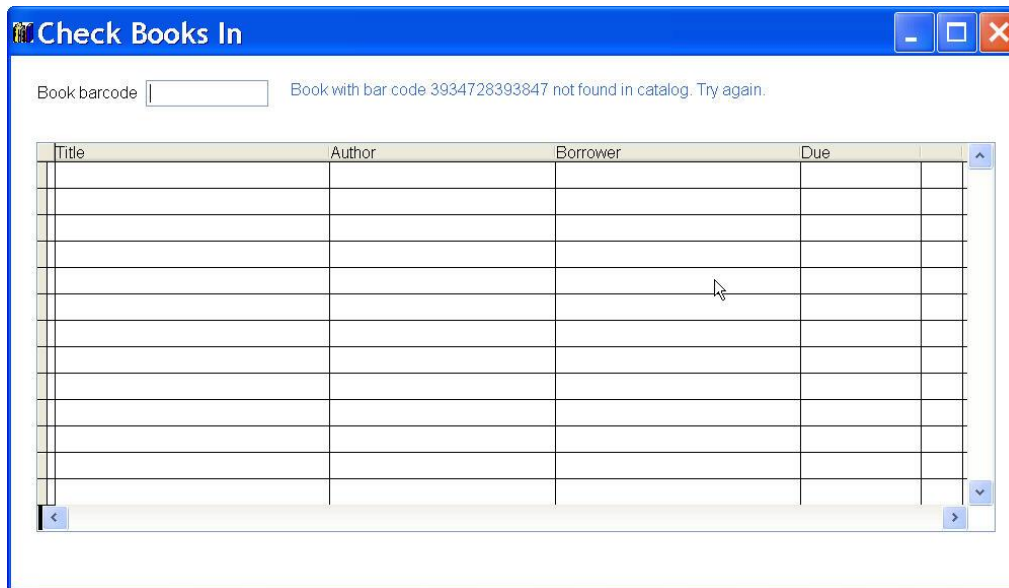 Check Books In
Book barcode Book with bar code 3934728393847 not found in catalog. Try again.
Title Author Borrower Due